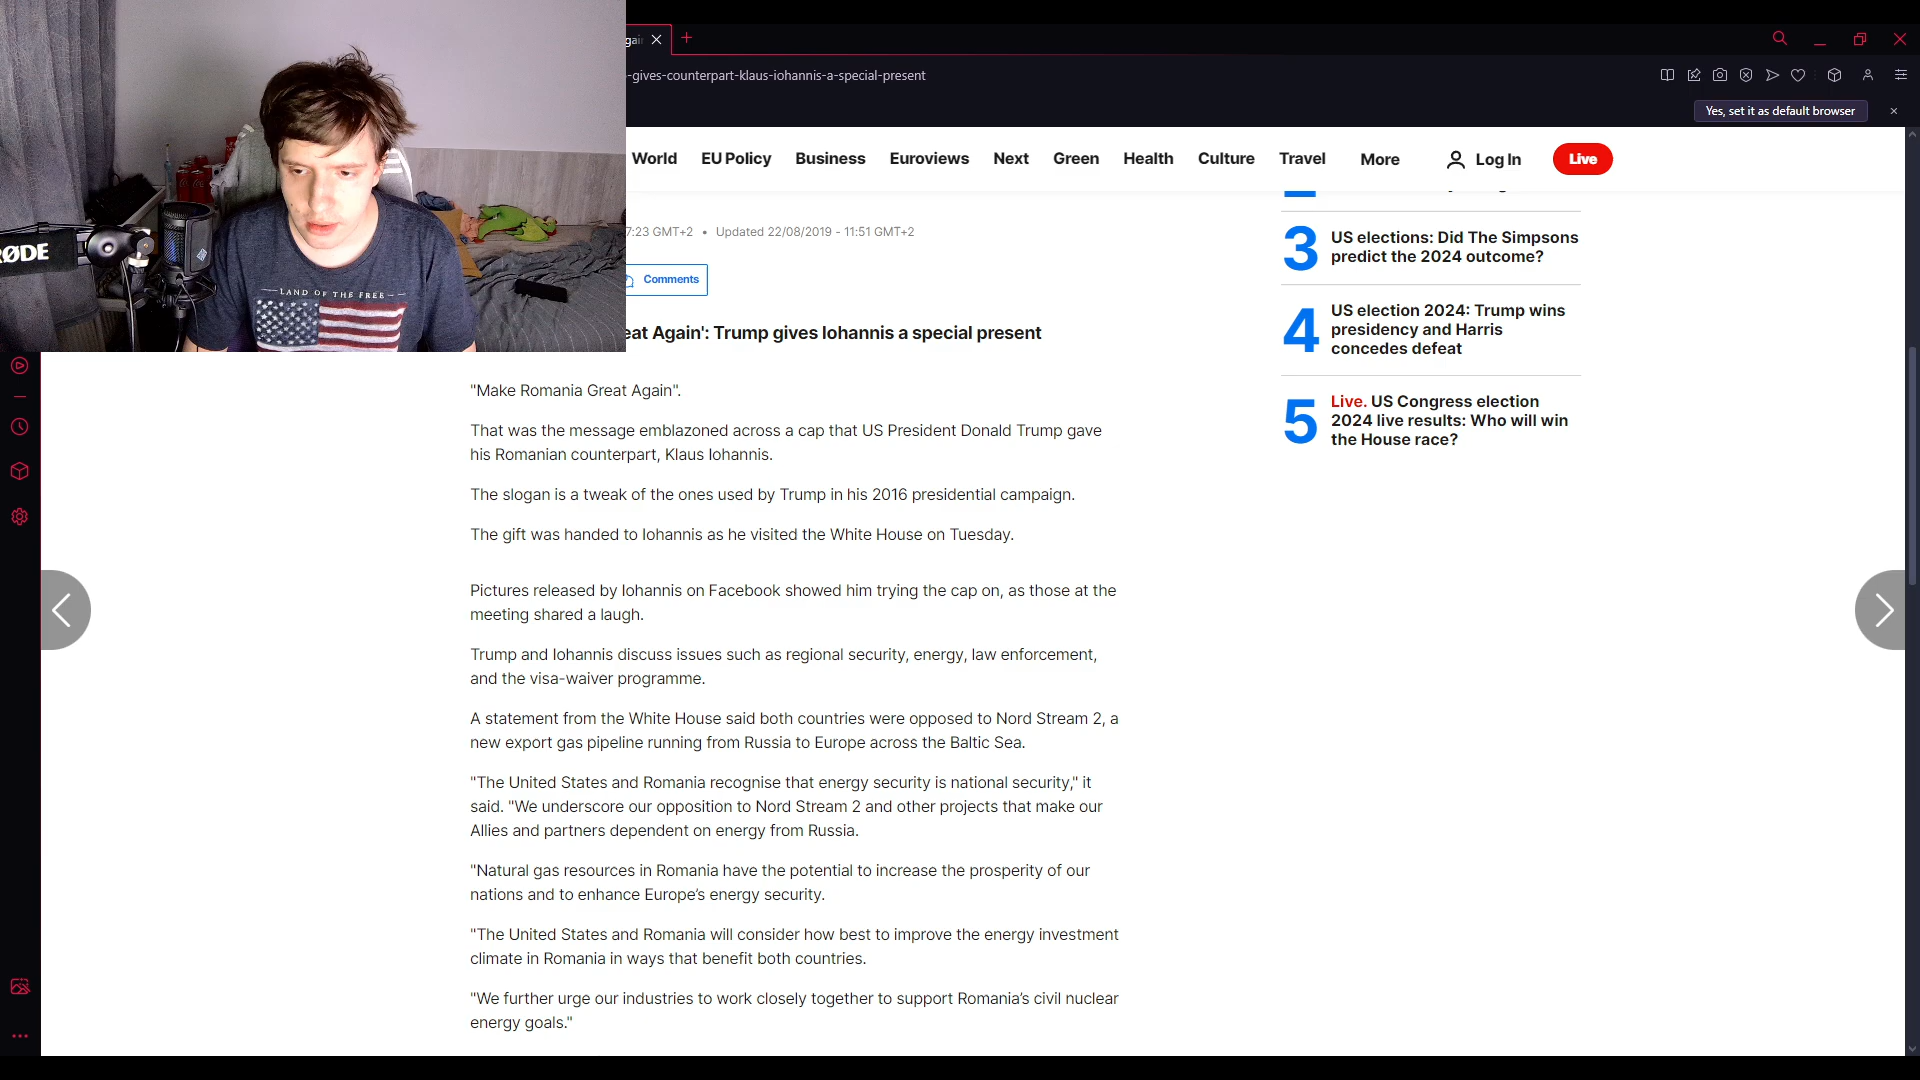 gai
-gives-counterpart-klaus-iohannis-a-special-present
Yes, set it as default browser
World EU Policy Business Euroviews Next Green Health Culture Travel More Log In Live
7:23 GMT+2 • Updated 22/08/2019 - 11:51 GMT+2
Comments
RØDE
LAND OF THE FREE
eat Again': Trump gives Iohannis a special present
"Make Romania Great Again".
That was the message emblazoned across a cap that US President Donald Trump gave
his Romanian counterpart, Klaus Iohannis.
The slogan is a tweak of the ones used by Trump in his 2016 presidential campaign.
The gift was handed to Iohannis as he visited the White House on Tuesday.
Pictures released by Iohannis on Facebook showed him trying the cap on, as those at the
meeting shared a laugh.
Trump and Iohannis discuss issues such as regional security, energy, law enforcement,
and the visa-waiver programme.
A statement from the White House said both countries were opposed to Nord Stream 2, a
new export gas pipeline running from Russia to Europe across the Baltic Sea.
"The United States and Romania recognise that energy security is national security," it
said. "We underscore our opposition to Nord Stream 2 and other projects that make our
Allies and partners dependent on energy from Russia.
"Natural gas resources in Romania have the potential to increase the prosperity of our
nations and to enhance Europe's energy security.
"The United States and Romania will consider how best to improve the energy investment
climate in Romania in ways that benefit both countries.
"We further urge our industries to work closely together to support Romania's civil nuclear
energy goals."
3 US elections: Did The Simpsons
predict the 2024 outcome?
4 US election 2024: Trump wins
presidency and Harris
concedes defeat
5 Live. US Congress election
2024 live results: Who will win
the House race?